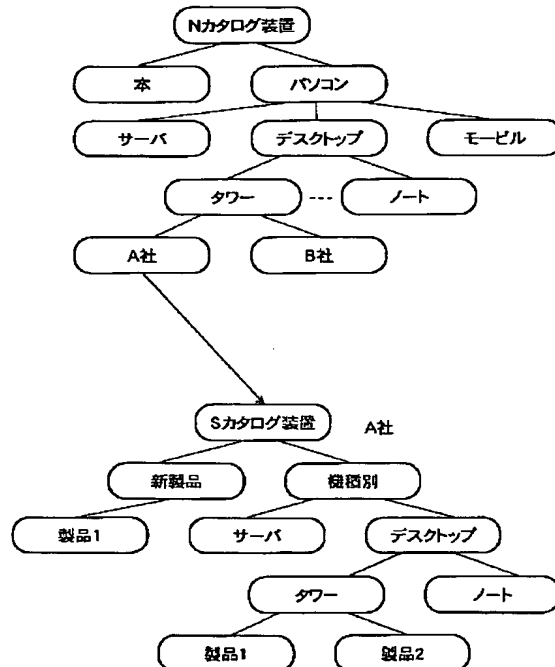 Nカタログ装置
本 パソコン
サーバ デスクトップ モービル
タワー --- ノート
A社 B社
Sカタログ装置 A社
新製品 機種別
製品1 サーバ デスクトップ
タワー ノート
製品1 製品2